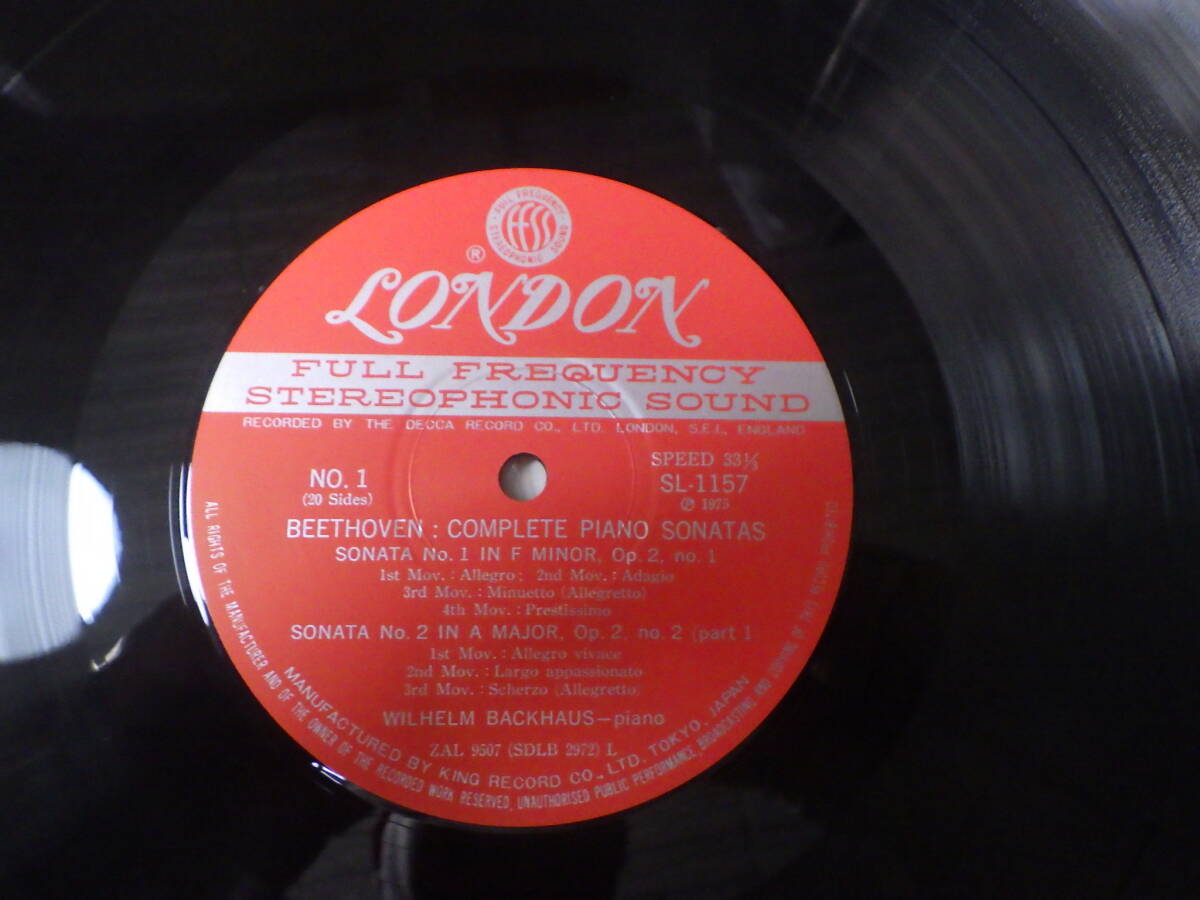 FULL FREQUENCY
ffss
STEREOPHONIC SOUND
®
LONDON
FULL FREQUENCY
STEREOPHONIC SOUND
RECORDED BY THE DECCA RECORD CO., LTD. LONDON, S.E.I., ENGLAND
NO. 1
(20 Sides)
SPEED 33⅓
SL-1157
℗ 1975
BEETHOVEN : COMPLETE PIANO SONATAS
SONATA No. 1 IN F MINOR, Op. 2, no. 1
1st Mov. : Allegro; 2nd Mov. : Adagio
3rd Mov. : Minuetto (Allegretto)
4th Mov. : Prestissimo
SONATA No. 2 IN A MAJOR, Op. 2, no. 2 (part 1
1st Mov. : Allegro vivace
2nd Mov. : Largo appassionato
3rd Mov. : Scherzo (Allegretto)
WILHELM BACKHAUS—piano
ZAL 9507 (SDLB 2972) L
MANUFACTURED BY KING RECORD CO., LTD. TOKYO, JAPAN
ALL RIGHTS OF THE MANUFACTURER AND OF THE OWNER OF THE RECORDED WORK RESERVED, UNAUTHORISED PUBLIC PERFORMANCE, BROADCASTING AND COPYING OF THIS RECORD PROHIBITED